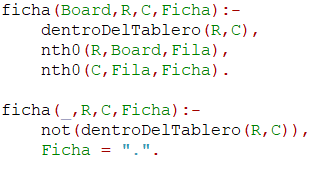 ficha(Board,R,C,Ficha):-
dentroDelTablero(R,C),
nth0(R,Board,Fila),
nth0(C,Fila,Ficha).
ficha(_,R,C,Ficha):-
not(dentroDelTablero(R,C)),
Ficha = ".".